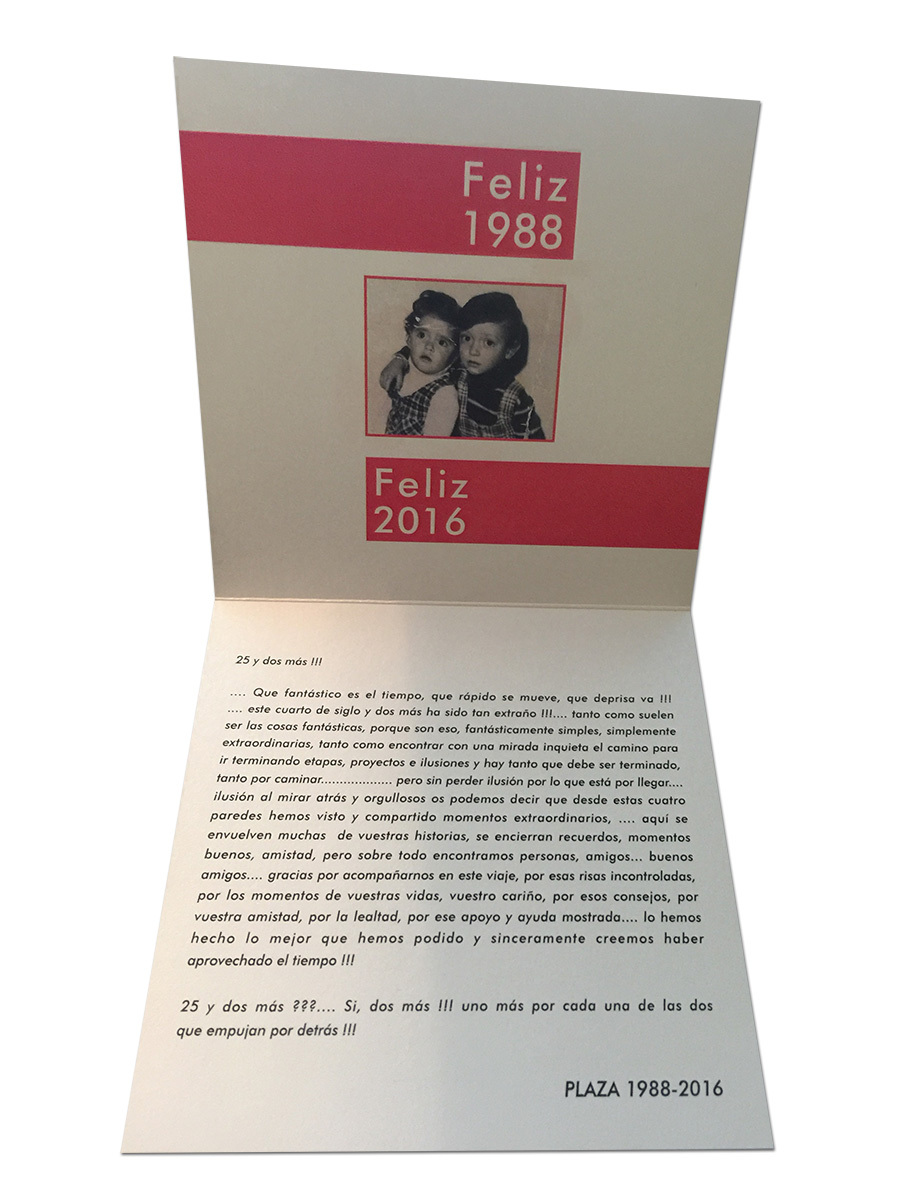 Feliz
1988
Feliz
2016
25 y dos más !!!
.... Que fantástico es el tiempo, que rápido se mueve, que deprisa va !!!
.... este cuarto de siglo y dos más ha sido tan extraño !!!.... tanto como suelen
ser las cosas fantásticas, porque son eso, fantásticamente simples, simplemente
extraordinarias, tanto como encontrar con una mirada inquieta el camino para
ir terminando etapas, proyectos e ilusiones y hay tanto que debe ser terminado,
tanto por caminar................... pero sin perder ilusión por lo que está por llegar....
ilusión al mirar atrás y orgullosos os podemos decir que desde estas cuatro
paredes hemos visto y compartido momentos extraordinarios, .... aquí se
envuelven muchas de vuestras historias, se encierran recuerdos, momentos
buenos, amistad, pero sobre todo encontramos personas, amigos... buenos
amigos.... gracias por acompañarnos en este viaje, por esas risas incontroladas,
por los momentos de vuestras vidas, vuestro cariño, por esos consejos, por
vuestra amistad, por la lealtad, por ese apoyo y ayuda mostrada.... lo hemos
hecho lo mejor que hemos podido y sinceramente creemos haber
aprovechado el tiempo !!!
25 y dos más ???.... Si, dos más !!! uno más por cada una de las dos
que empujan por detrás !!!
PLAZA 1988-2016